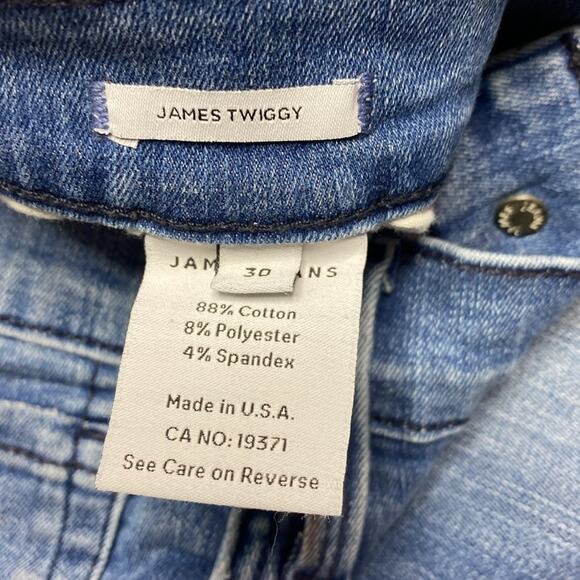 JAMES TWIGGY
30
88% Cotton
8% Polyester
4% Spandex
Made in U.S.A.
CA NO: 19371
See Care on Reverse